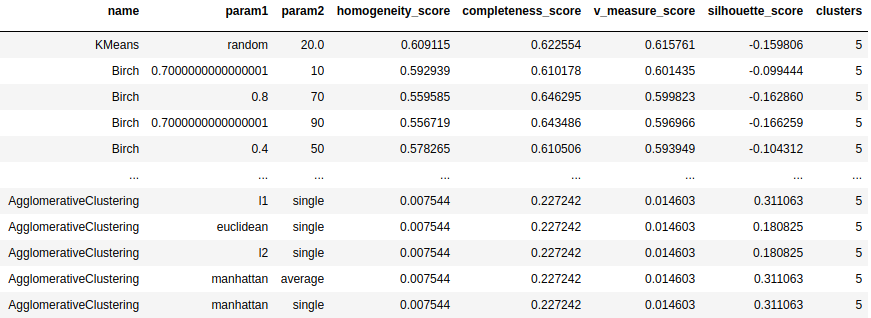 name param1 param2 homogeneity_score completeness_score v_measure_score silhouette_score clusters
KMeans random 20.0 0.609115 0.622554 0.615761 -0.159806 5
Birch 0.7000000000000001 10 0.592939 0.610178 0.601435 -0.099444 5
Birch 0.8 70 0.559585 0.646295 0.599823 -0.162860 5
Birch 0.7000000000000001 90 0.556719 0.643486 0.596966 -0.166259 5
Birch 0.4 50 0.578265 0.610506 0.593949 -0.104312 5
... ... ... ... ... ... ... ...
AgglomerativeClustering l1 single 0.007544 0.227242 0.014603 0.311063 5
AgglomerativeClustering euclidean single 0.007544 0.227242 0.014603 0.180825 5
AgglomerativeClustering l2 single 0.007544 0.227242 0.014603 0.180825 5
AgglomerativeClustering manhattan average 0.007544 0.227242 0.014603 0.311063 5
AgglomerativeClustering manhattan single 0.007544 0.227242 0.014603 0.311063 5